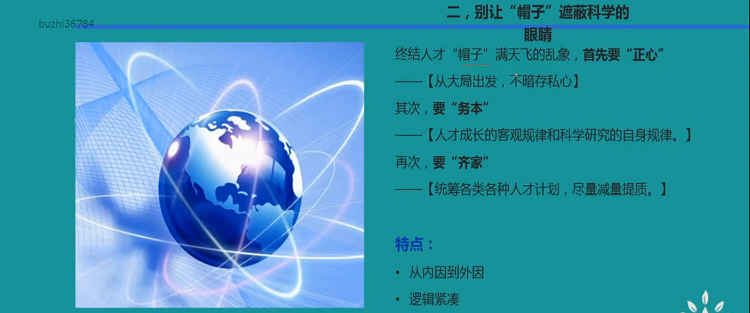 二，别让“帽子”遮蔽科学的
眼睛
buzhi36784
终结人才“帽子”满天飞的乱象，首先要“正心”
——【从大局出发，不暗存私心】
其次，要“务本”
——【人才成长的客观规律和科学研究的自身规律。】
再次，要“齐家”
——【统筹各类各种人才计划，尽量减量提质。】
特点：
• 从内因到外因
• 逻辑紧凑